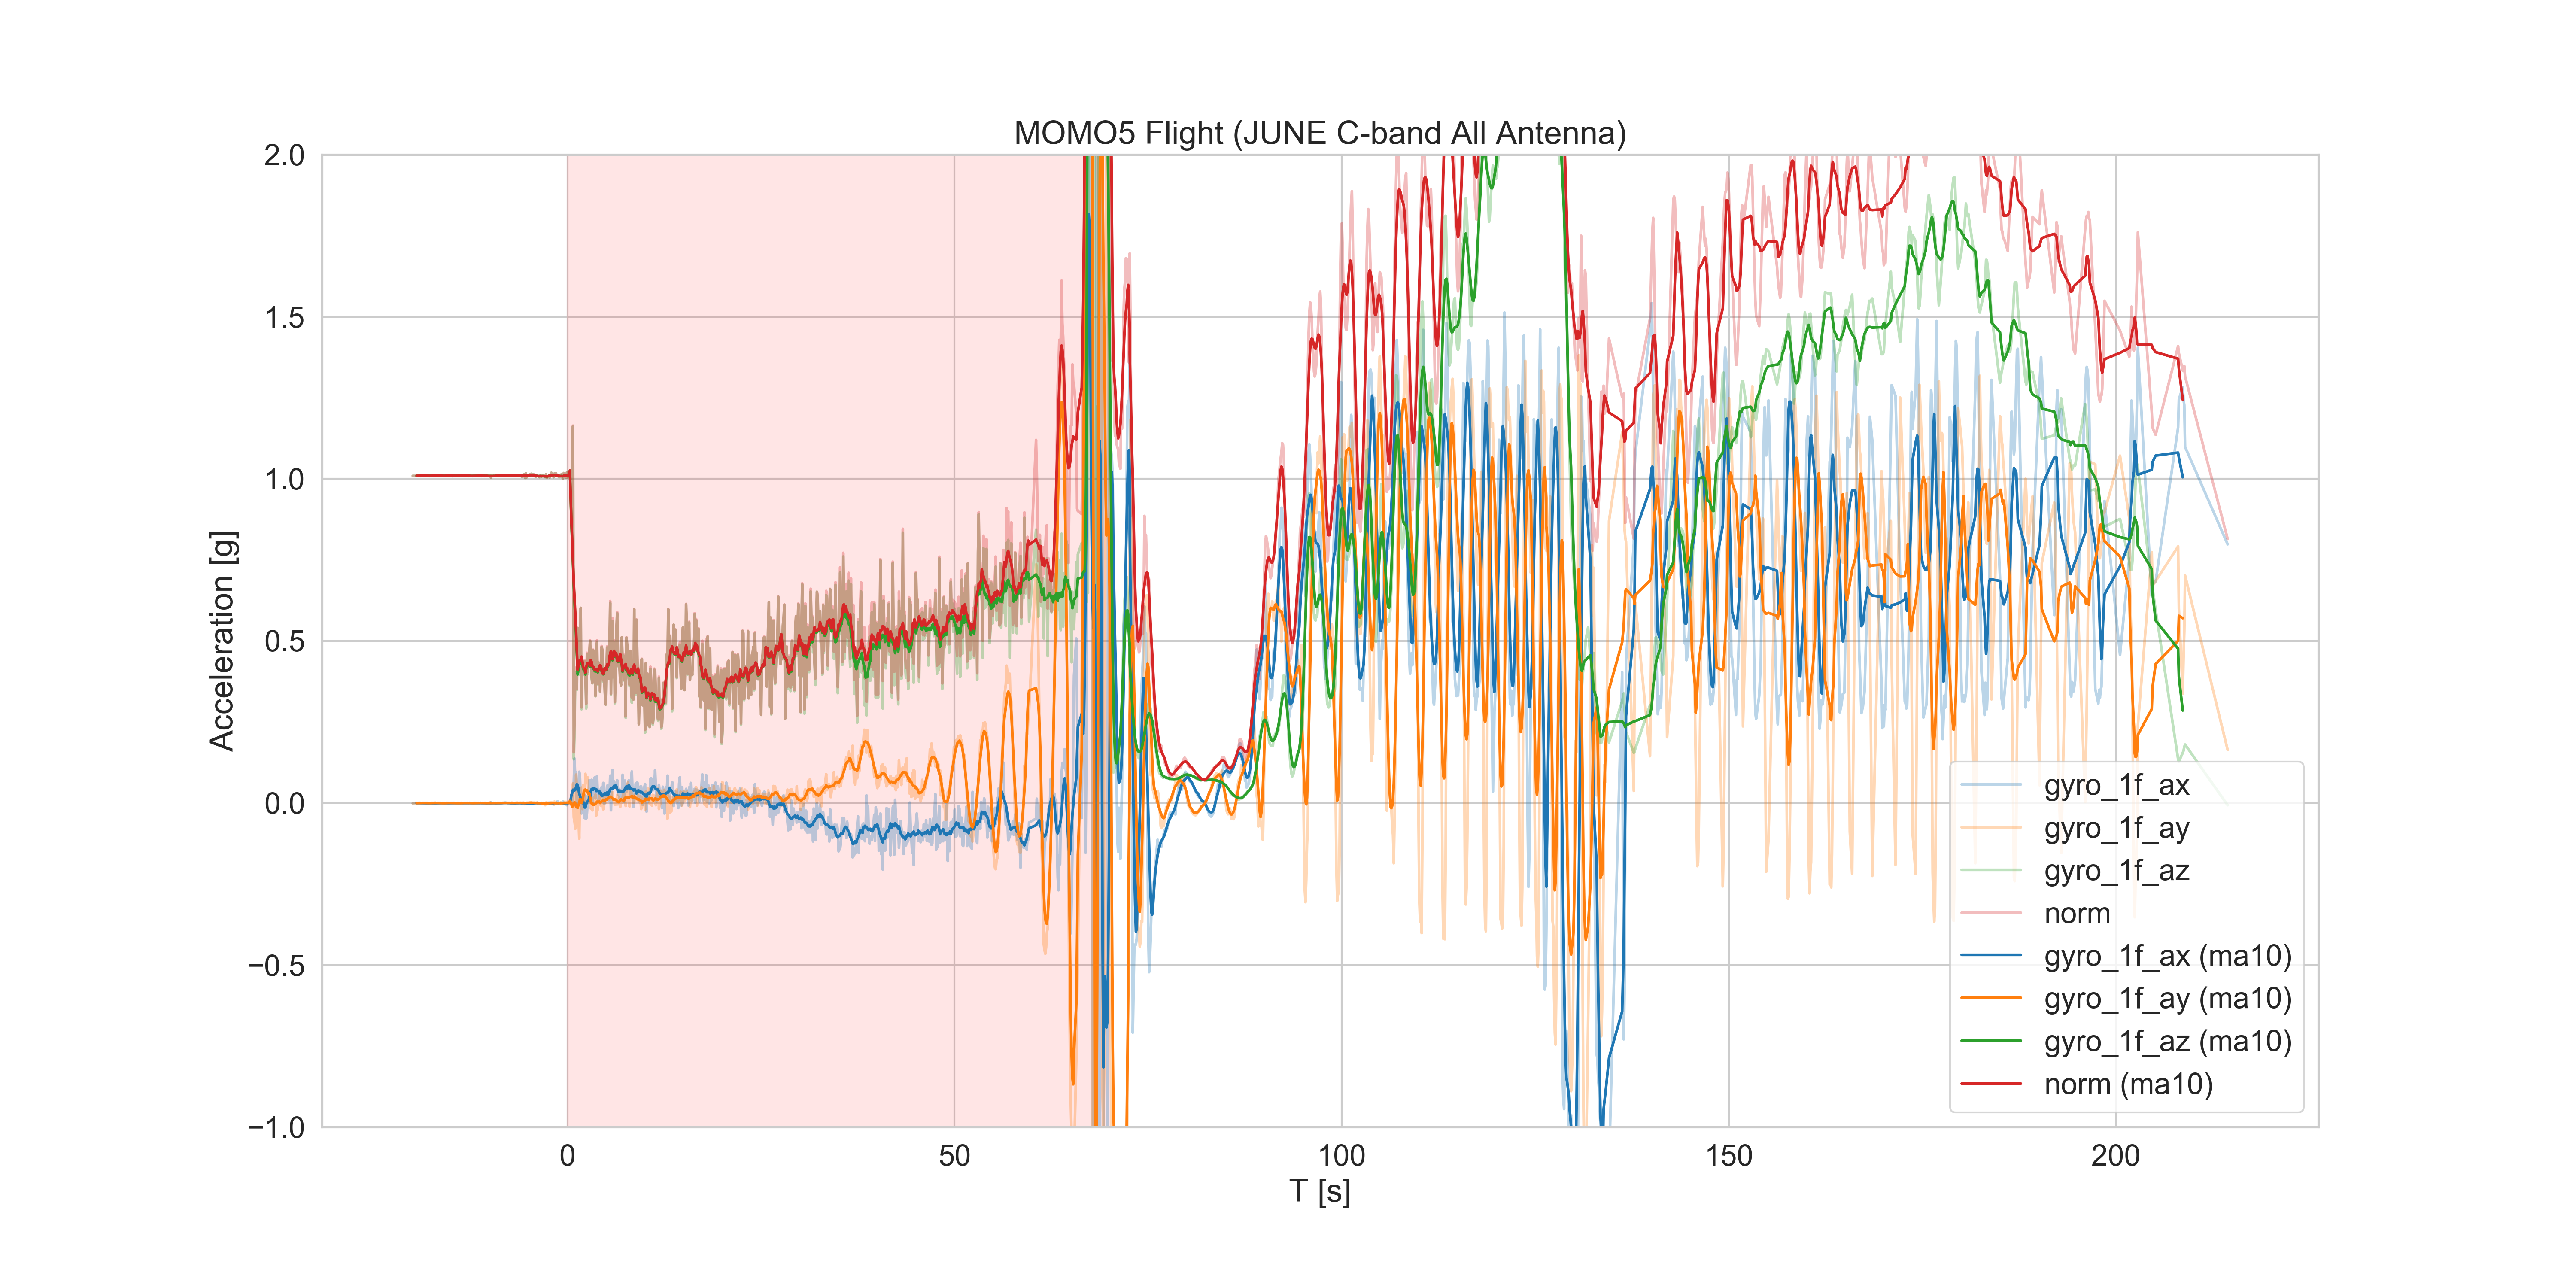 MOMO5 Flight (JUNE C-band All Antenna)
2.0
1.5
1.0
0.5
0.0
−0.5
−1.0
Acceleration [g]
0
50
100
150
200
T [s]
gyro_1f_ax
gyro_1f_ay
gyro_1f_az
norm
gyro_1f_ax (ma10)
gyro_1f_ay (ma10)
gyro_1f_az (ma10)
norm (ma10)